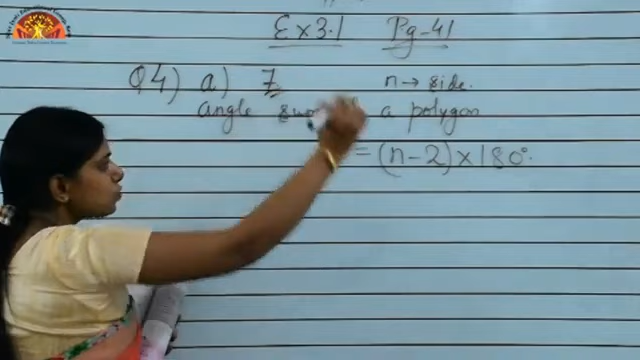 Ex 3.1 Pg-41
Q4) a) 7 n → side.
angle a polygon
= (n-2) × 180°.